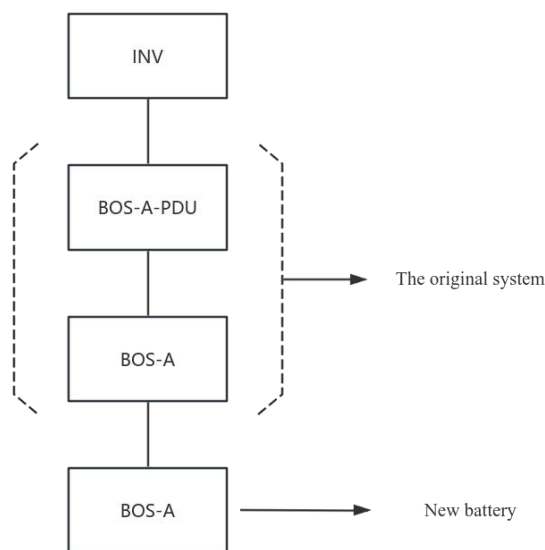 INV
BOS-A-PDU
The original system
BOS-A
BOS-A
New battery